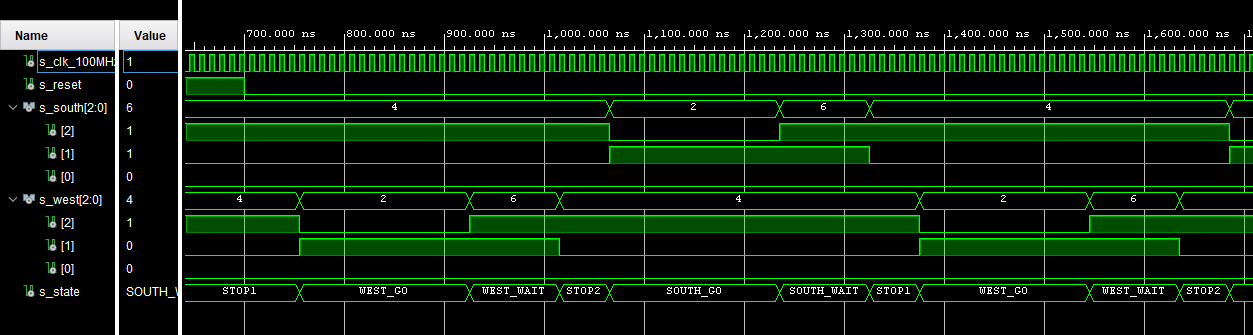 Name Value
700.000 ns 800.000 ns 900.000 ns 1,000.000 ns 1,100.000 ns 1,200.000 ns 1,300.000 ns 1,400.000 ns 1,500.000 ns 1,600.000 ns 1
s_clk_100MHz 1
s_reset 0
s_south[2:0] 6 4 2 6 4
[2] 1
[1] 1
[0] 0
s_west[2:0] 4 4 2 6 4 2 6
[2] 1
[1] 0
[0] 0
s_state SOUTH_W STOP1 WEST_GO WEST_WAIT STOP2 SOUTH_GO SOUTH_WAIT STOP1 WEST_GO WEST_WAIT STOP2